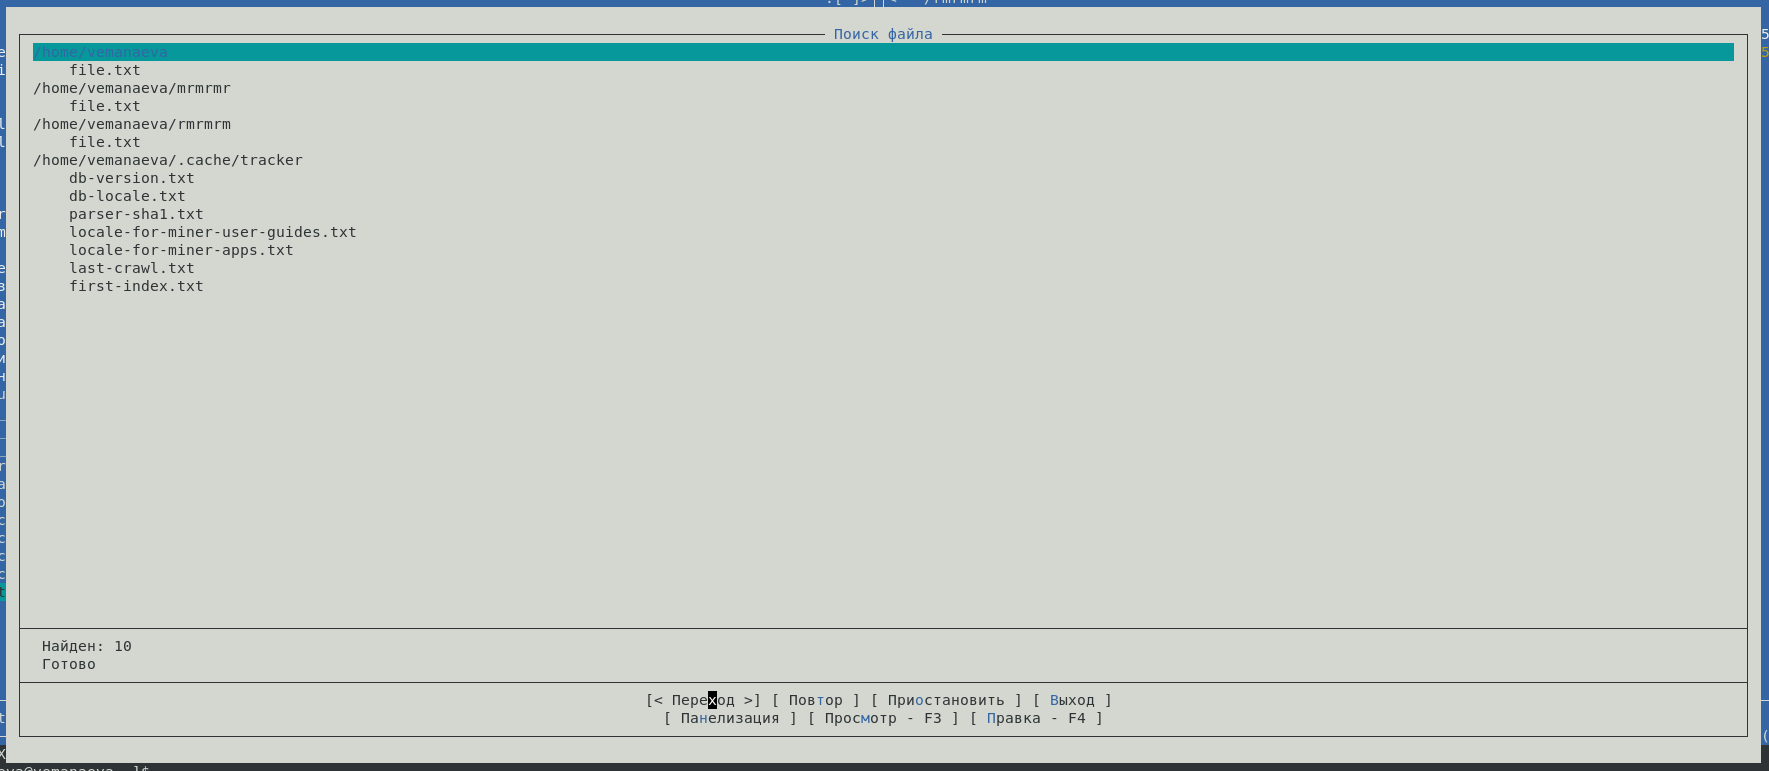 Поиск файла
/home/vemanaeva
file.txt
/home/vemanaeva/mrmrmr
file.txt
/home/vemanaeva/rmrmrm
file.txt
/home/vemanaeva/.cache/tracker
db-version.txt
db-locale.txt
parser-sha1.txt
locale-for-miner-user-guides.txt
locale-for-miner-apps.txt
last-crawl.txt
first-index.txt
Найден: 10
Готово
[< Переход >] [ Повтор ] [ Приостановить ] [ Выход ]
[ Панелизация ] [ Просмотр - F3 ] [ Правка - F4 ]